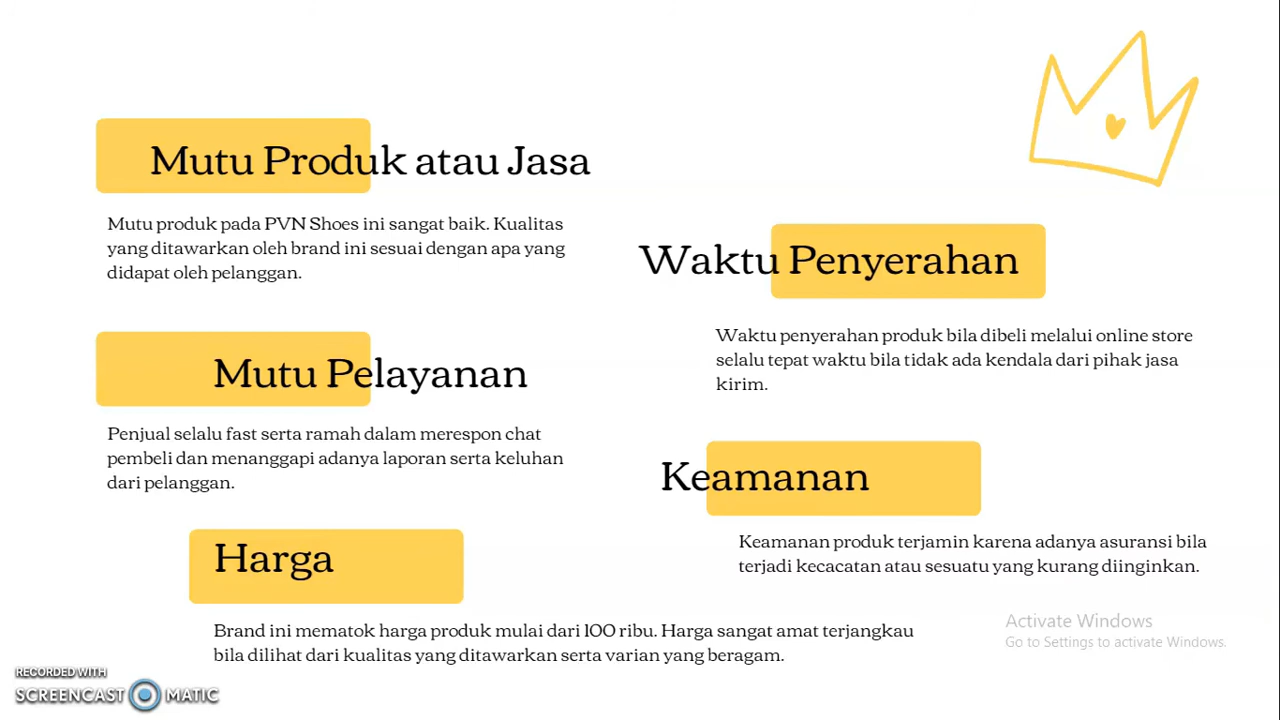 Mutu Produk atau Jasa
Mutu produk pada PVN Shoes ini sangat baik. Kualitas
yang ditawarkan oleh brand ini sesuai dengan apa yang
didapat oleh pelanggan.
Mutu Pelayanan
Penjual selalu fast serta ramah dalam merespon chat
pembeli dan menanggapi adanya laporan serta keluhan
dari pelanggan.
Harga
Brand ini mematok harga produk mulai dari 100 ribu. Harga sangat amat terjangkau
bila dilihat dari kualitas yang ditawarkan serta varian yang beragam.
Waktu Penyerahan
Waktu penyerahan produk bila dibeli melalui online store
selalu tepat waktu bila tidak ada kendala dari pihak jasa
kirim.
Keamanan
Keamanan produk terjamin karena adanya asuransi bila
terjadi kecacatan atau sesuatu yang kurang diinginkan.
Activate Windows
Go to Settings to activate Windows.
RECORDED WITH
SCREENCAST MATIC